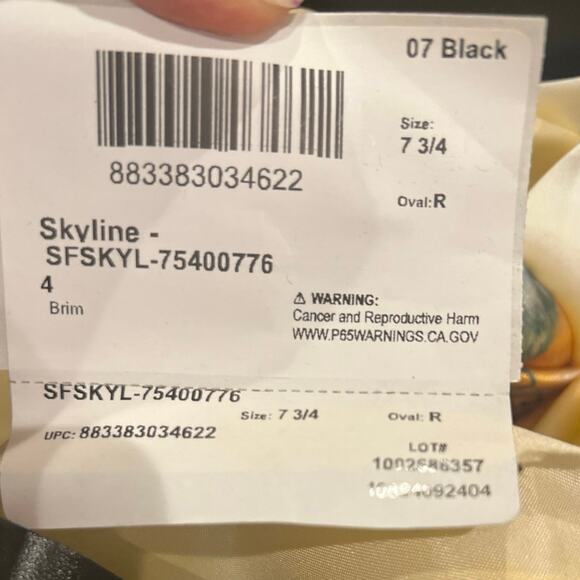 07 Black
883383034622
Size:
7 3/4
Oval:R
Skyline -
SFSKYL-75400776
4
Brim
⚠ WARNING:
Cancer and Reproductive Harm
WWW.P65WARNINGS.CA.GOV
SFSKYL-75400776
Size: 7 3/4
Oval: R
UPC: 883383034622
LOT#
1002686357